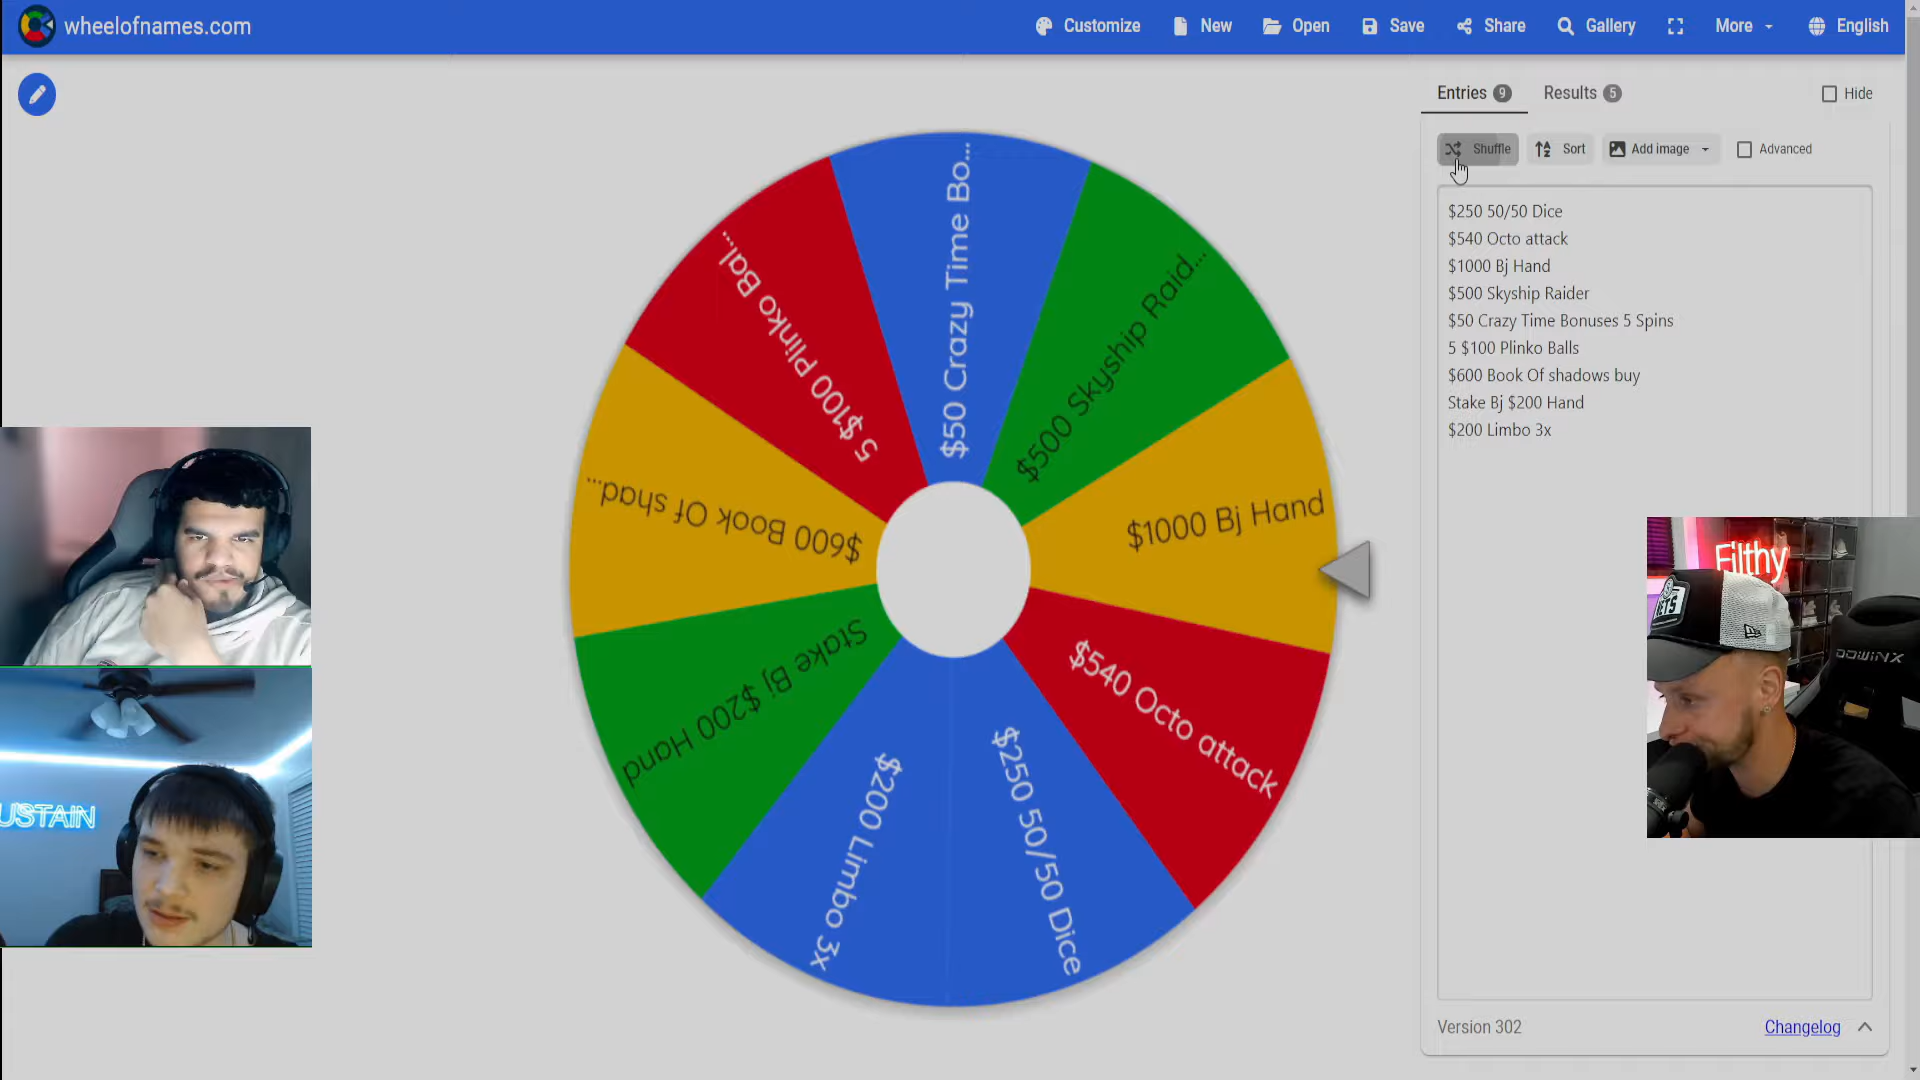 wheelofnames.com
Customize
New
Open
Save
Share
Gallery
More
English
Entries 9
Results 5
Hide
Shuffle
Sort
Add image
Advanced
$250 50/50 Dice
$540 Octo attack
$1000 Bj Hand
$500 Skyship Raider
$50 Crazy Time Bonuses 5 Spins
5 $100 Plinko Balls
$600 Book Of shadows buy
Stake Bj $200 Hand
$200 Limbo 3x
$50 Crazy Time Bo...
$500 Skyship Raid...
$1000 Bj Hand
$540 Octo attack
$250 50/50 Dice
$200 Limbo 3x
Stake Bj $200 Hand
$600 Book Of shad...
5 $100 Plinko Bal...
Filthy
DOWINX
USTAIN
Version 302
Changelog